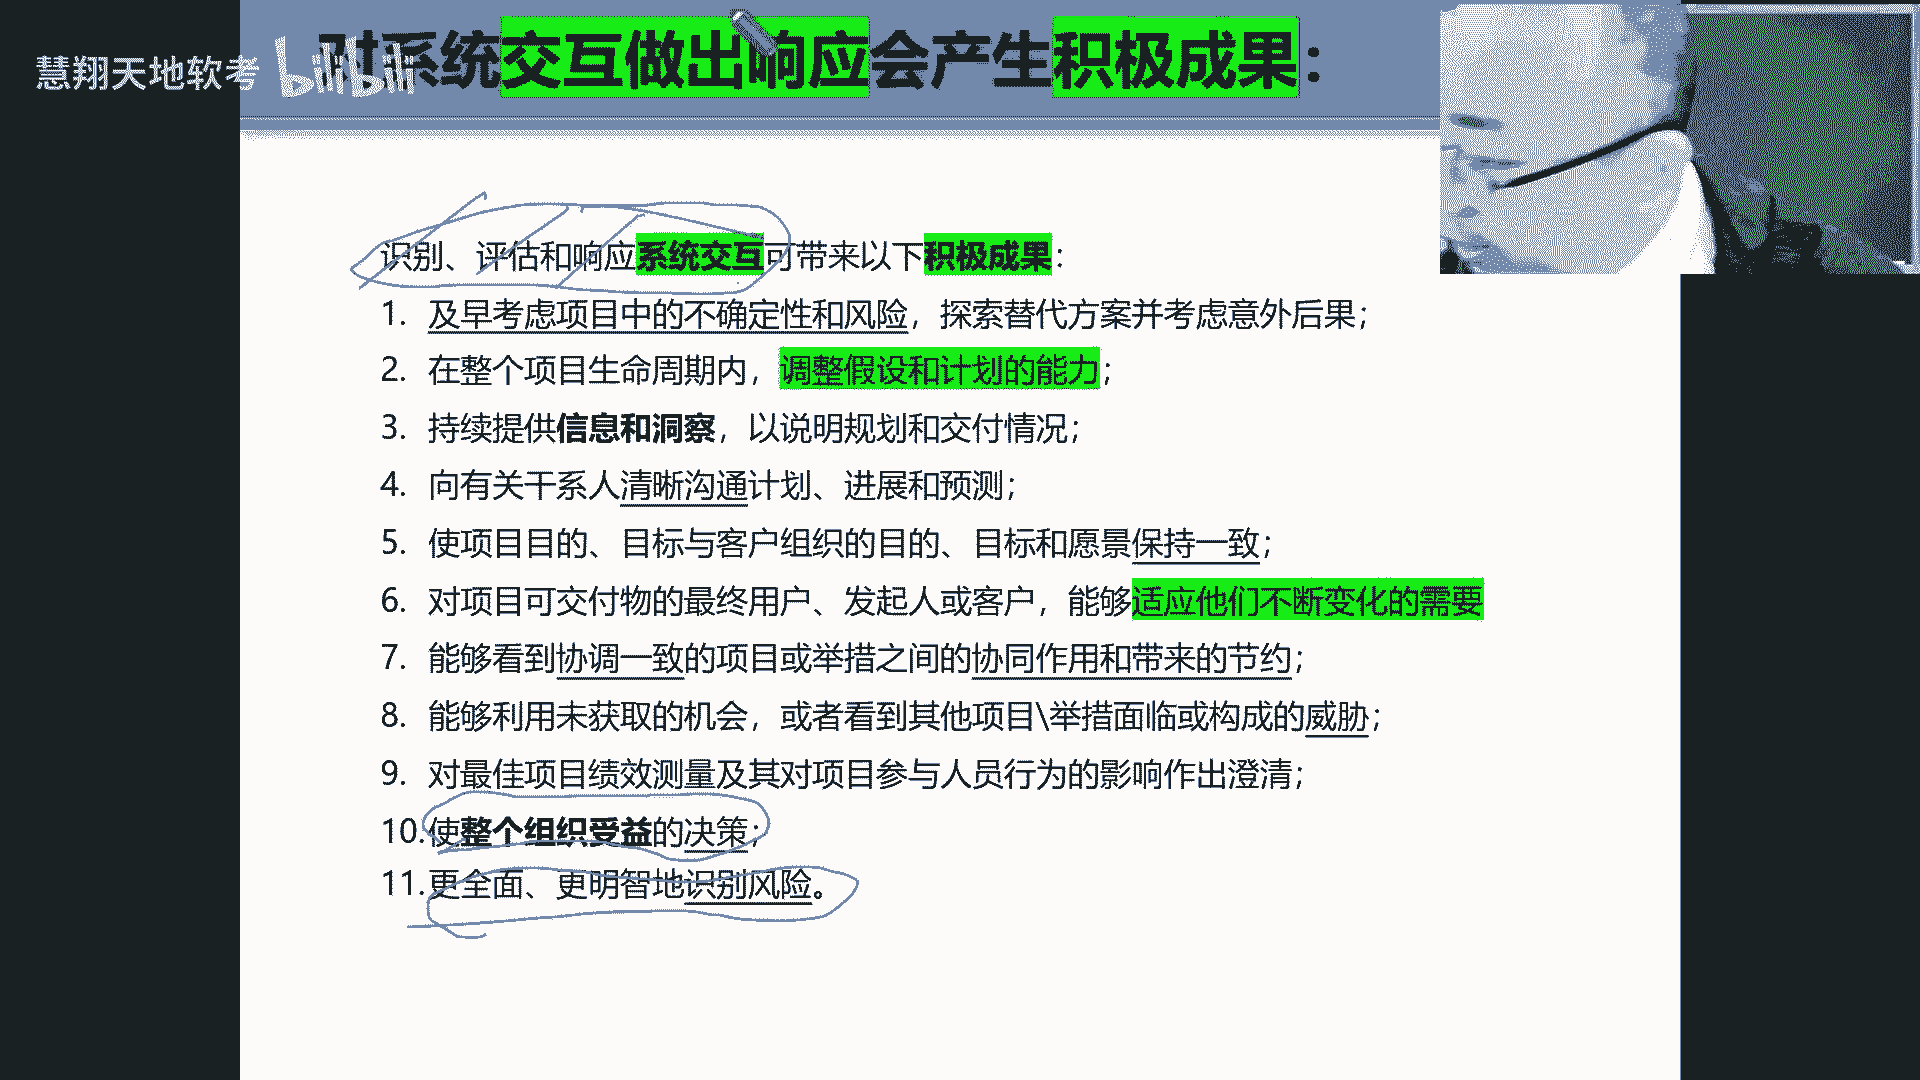 慧翔天地软考 bilibili
对系统交互做出响应会产生积极成果：
识别、评估和响应系统交互可带来以下积极成果：
1. 及早考虑项目中的不确定性和风险，探索替代方案并考虑意外后果；
2. 在整个项目生命周期内，调整假设和计划的能力；
3. 持续提供信息和洞察，以说明规划和交付情况；
4. 向有关干系人清晰沟通计划、进展和预测；
5. 使项目目的、目标与客户组织的目的、目标和愿景保持一致；
6. 对项目可交付物的最终用户、发起人或客户，能够适应他们不断变化的需要
7. 能够看到协调一致的项目或举措之间的协同作用和带来的节约；
8. 能够利用未获取的机会，或者看到其他项目\举措面临或构成的威胁；
9. 对最佳项目绩效测量及其对项目参与人员行为的影响作出澄清；
10.使整个组织受益的决策；
11.更全面、更明智地识别风险。